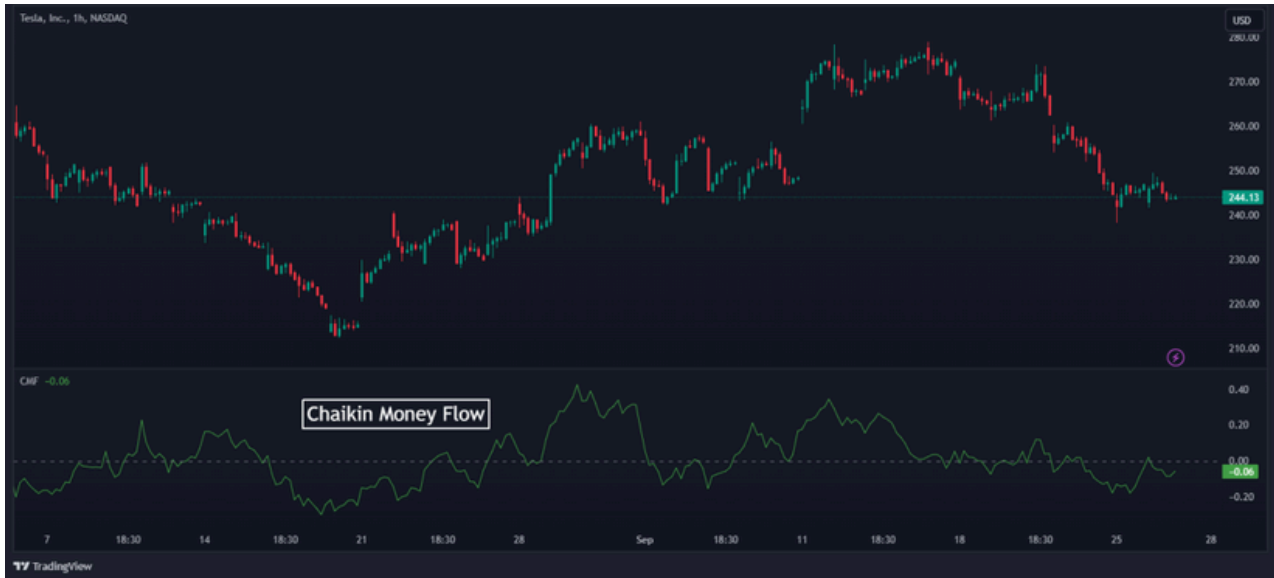 Tesla, Inc., 1h, NASDAQ
USD
280.00
270.00
260.00
250.00
244.13
240.00
230.00
220.00
210.00
CMF -0.06
Chaikin Money Flow
0.40
0.20
0.00
-0.06
-0.20
7 18:30 14 18:30 21 18:30 28 Sep 18:30 11 18:30 18 18:30 25 28
TradingView